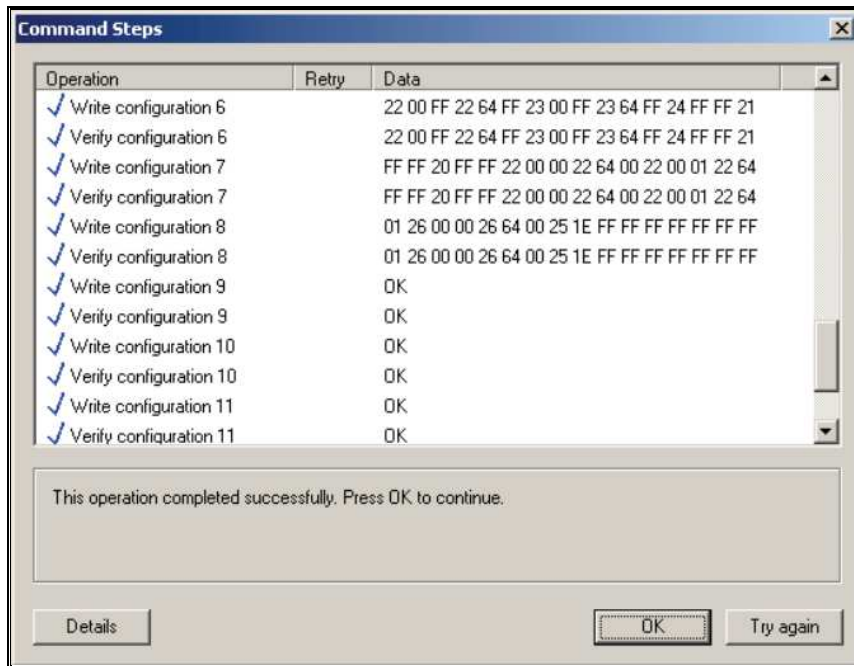 Command Steps
Operation Retry Data
Write configuration 6 22 00 FF 22 64 FF 23 00 FF 23 64 FF 24 FF FF 21
Verify configuration 6 22 00 FF 22 64 FF 23 00 FF 23 64 FF 24 FF FF 21
Write configuration 7 FF FF 20 FF FF 22 00 00 22 64 00 22 00 01 22 64
Verify configuration 7 FF FF 20 FF FF 22 00 00 22 64 00 22 00 01 22 64
Write configuration 8 01 26 00 00 26 64 00 25 1E FF FF FF FF FF FF FF
Verify configuration 8 01 26 00 00 26 64 00 25 1E FF FF FF FF FF FF FF
Write configuration 9 OK
Verify configuration 9 OK
Write configuration 10 OK
Verify configuration 10 OK
Write configuration 11 OK
Verify configuration 11 OK
This operation completed successfully. Press OK to continue.
Details OK Try again